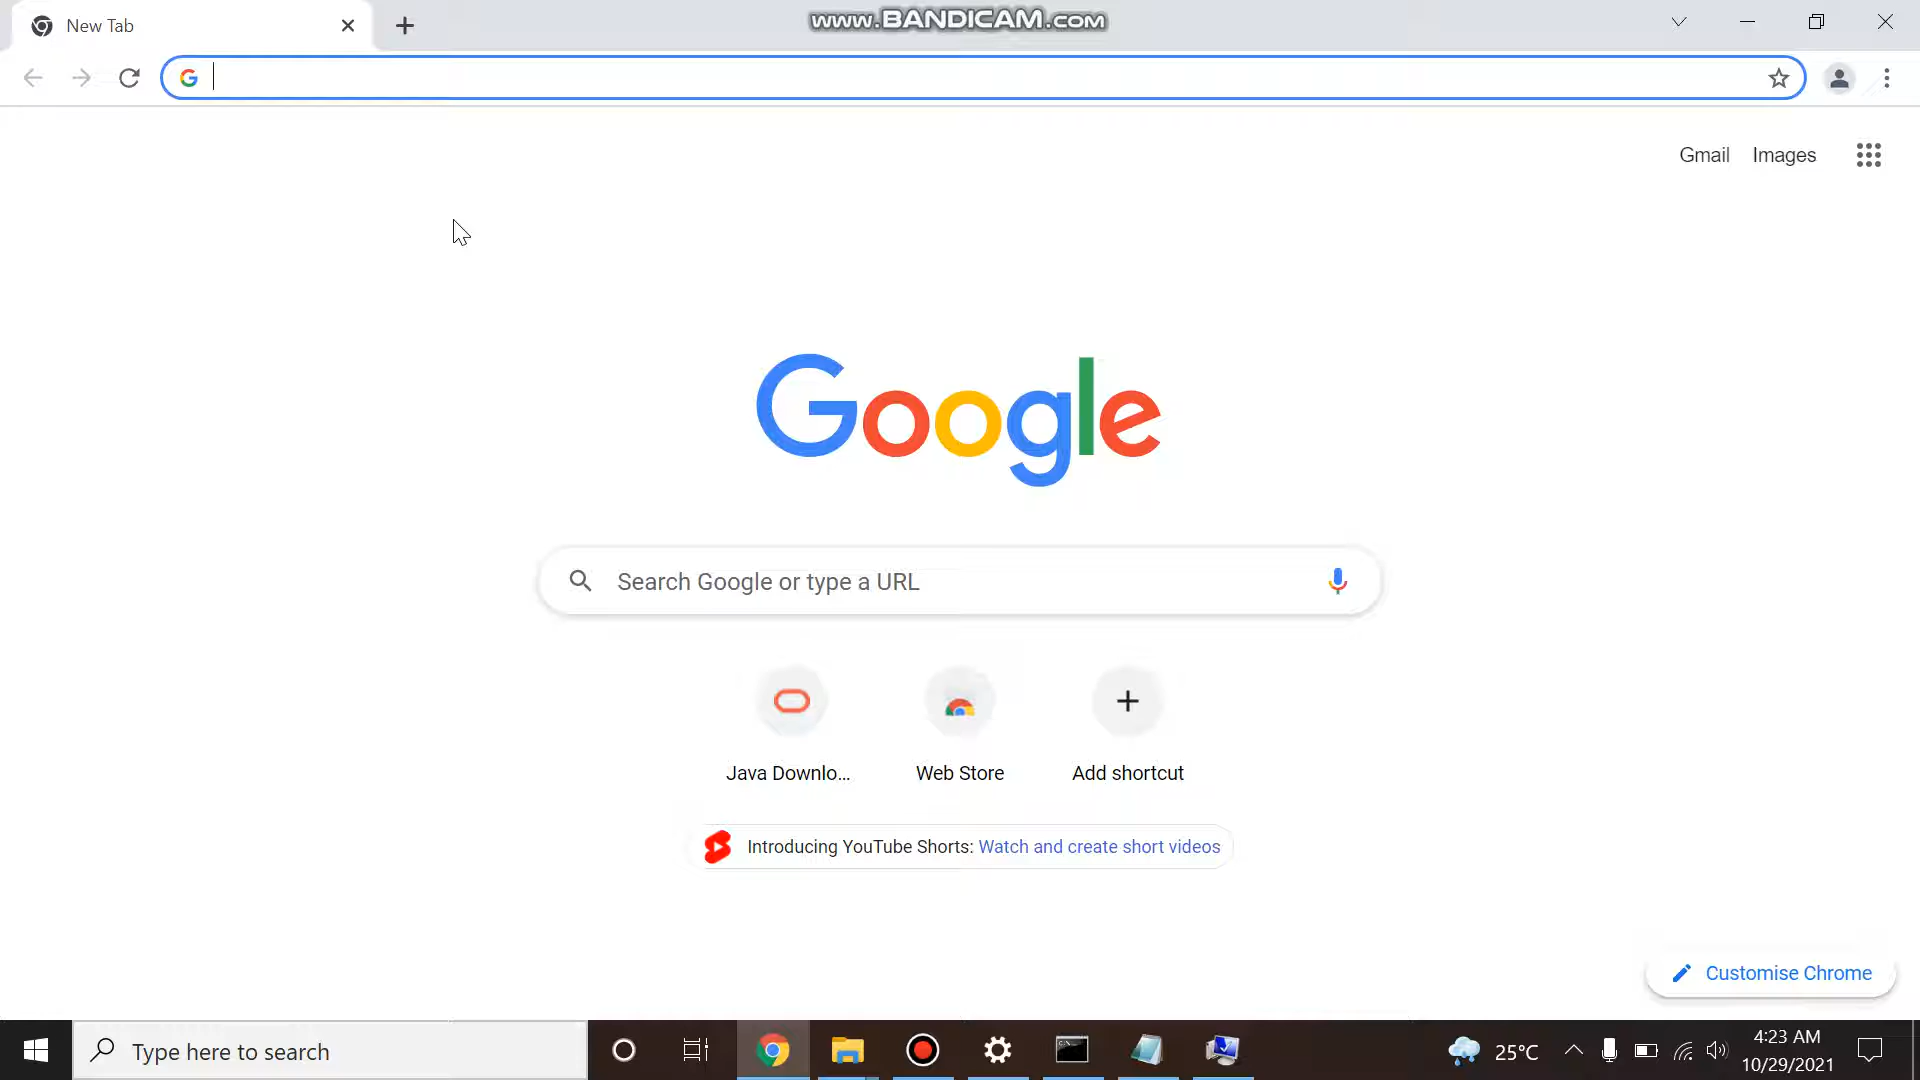 New Tab
www.BANDICAM.com
Gmail
Images
Google
Search Google or type a URL
Java Downlo...
Web Store
Add shortcut
Introducing YouTube Shorts: Watch and create short videos
Customise Chrome
Type here to search
25°C
4:23 AM
10/29/2021